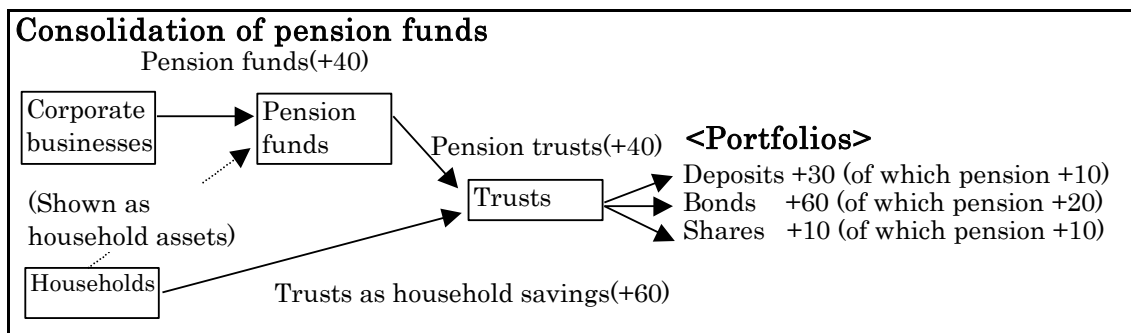 Consolidation of pension funds
Pension funds(+40)
Corporate
businesses
Pension
funds
Pension trusts(+40)
<Portfolios>
Deposits +30 (of which pension +10)
Trusts
Bonds +60 (of which pension +20)
Shares +10 (of which pension +10)
(Shown as
household assets)
Households
Trusts as household savings(+60)